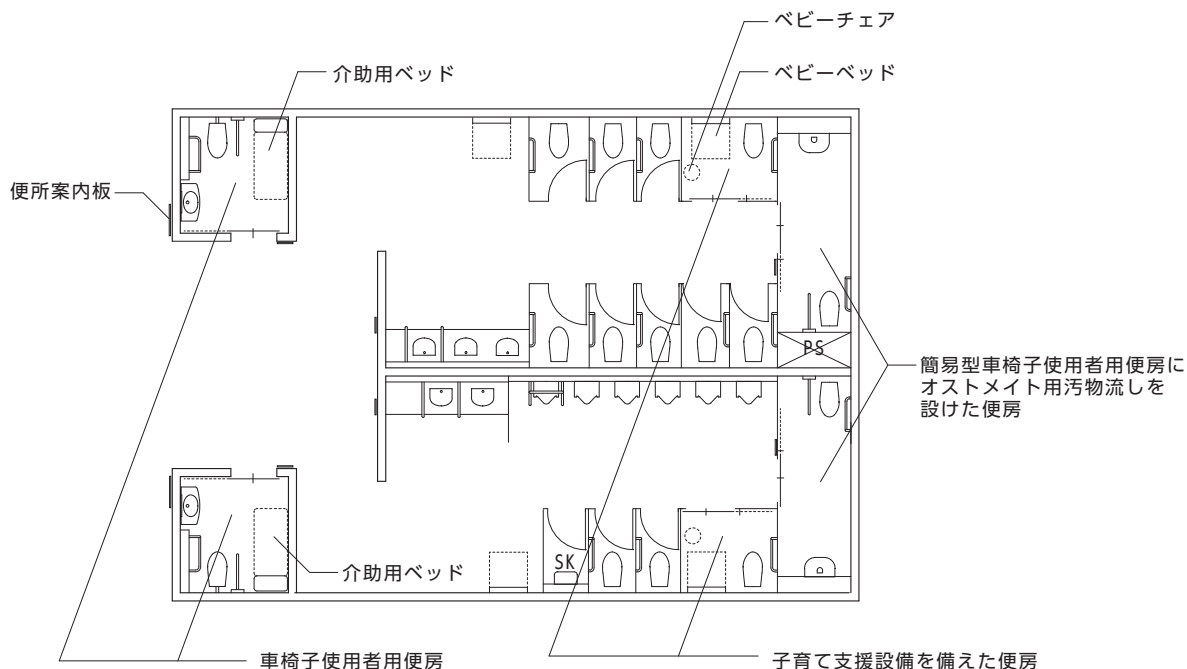 ベビーチェア
ベビーベッド
介助用ベッド
便所案内板
PS
簡易型車椅子使用者用便房に
オストメイト用汚物流しを
設けた便房
SK
介助用ベッド
車椅子使用者用便房
子育て支援設備を備えた便房